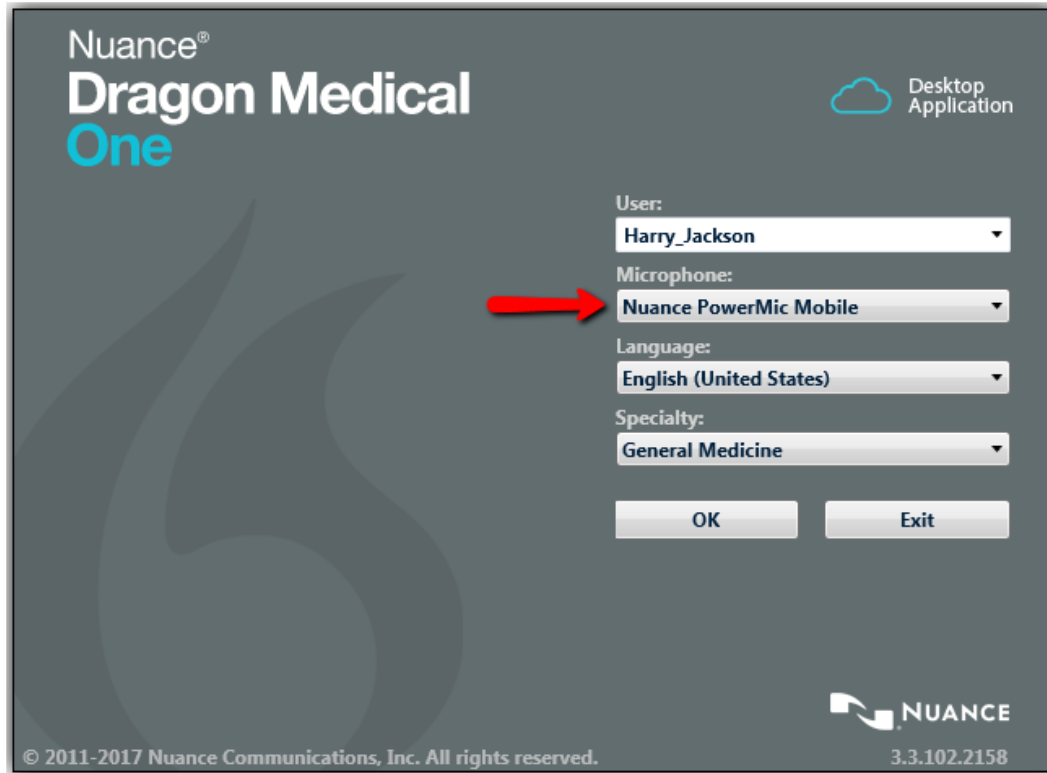 Nuance®
Dragon Medical
One
Desktop
Application
User:
Harry_Jackson
Microphone:
Nuance PowerMic Mobile
Language:
English (United States)
Specialty:
General Medicine
OK Exit
NUANCE
© 2011-2017 Nuance Communications, Inc. All rights reserved. 3.3.102.2158